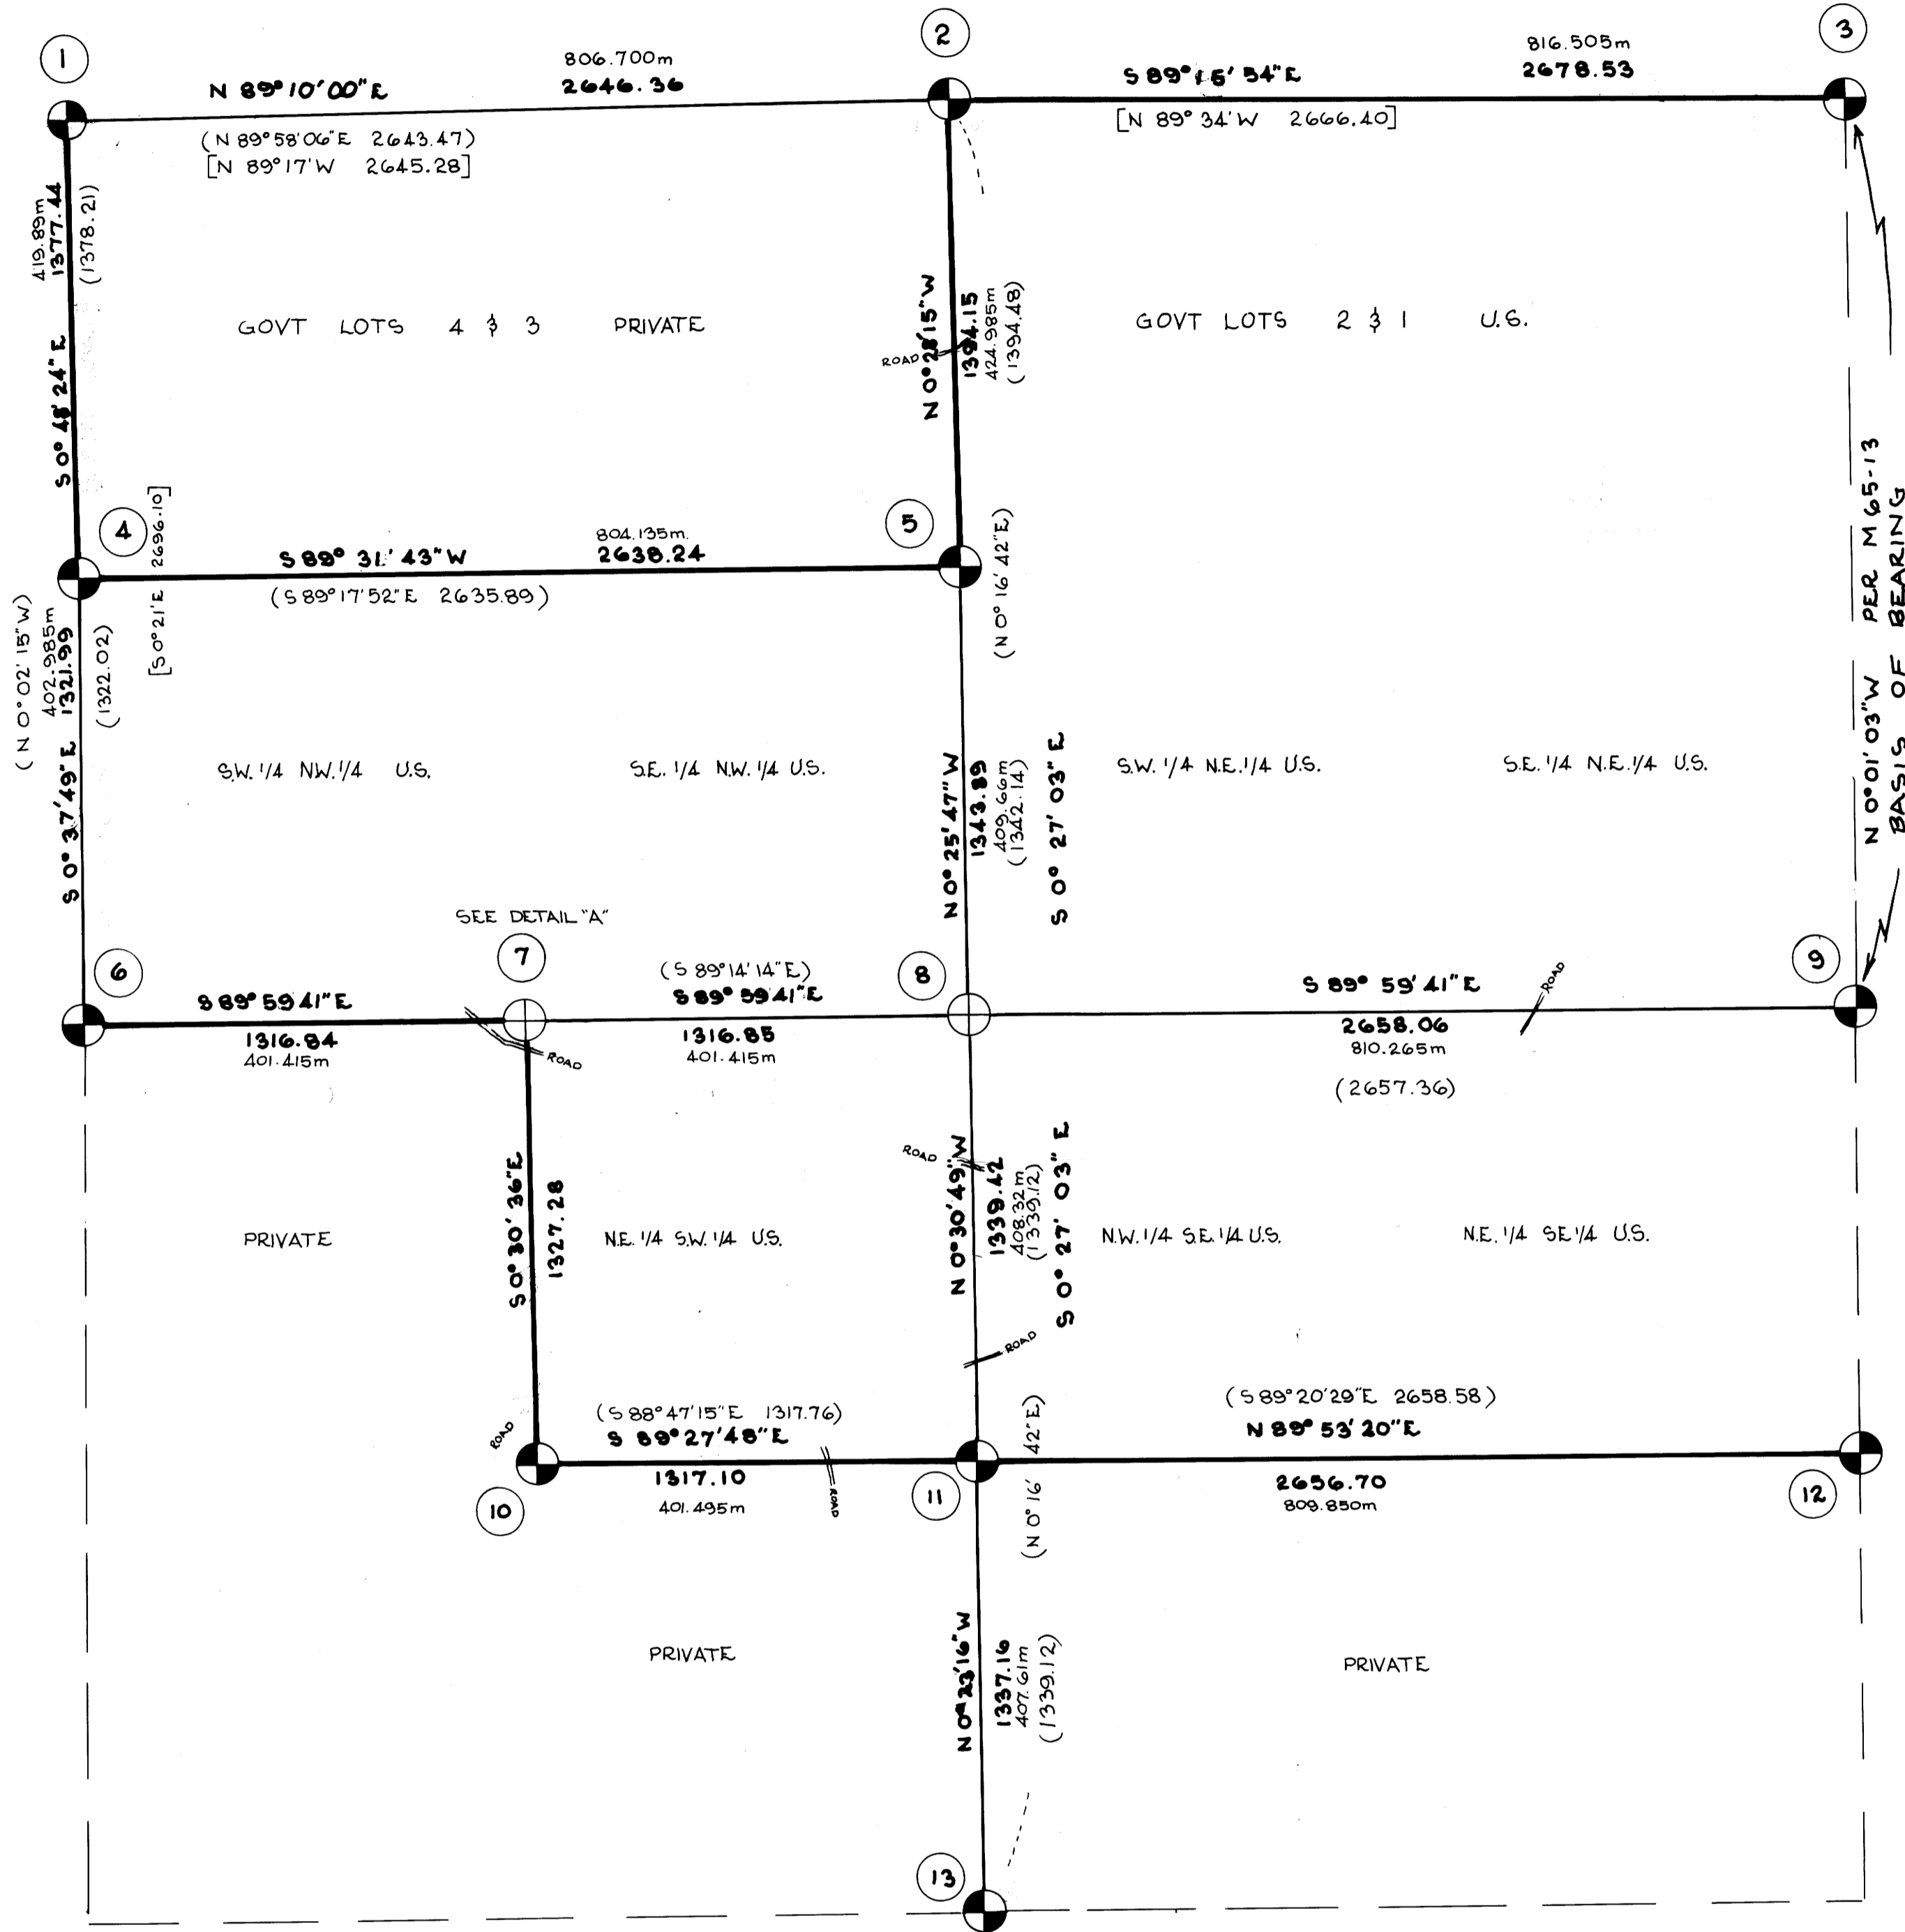 1
2
3
806.700m
N 89° 10' 00" E 2646.36
(N 89° 58' 06" E 2643.47)
[N 89° 17' W 2645.28]
816.505m
S 89° 15' 54" E 2678.53
[N 89° 34' W 2666.40]
419.89m
1377.44
(1378.21)
S 0° 48' 24" E
GOVT LOTS 4 & 3 PRIVATE
N 0° 28' 15" W
1394.15
424.985m
(1394.48)
ROAD
GOVT LOTS 2 & 1 U.S.
4
5
[S 0° 21' E 2696.10]
804.135m.
S 89° 31' 43" W 2638.24
(S 89° 17' 52" E 2635.89)
(N 0° 16' 42" E)
(N 0° 02' 15" W)
402.985m
S 0° 37' 49" E 1321.99
(1322.02)
N 0° 01' 03" W PER M 65-13
BASIS OF BEARING
S.W. 1/4 N.W. 1/4 U.S.
S.E. 1/4 N.W. 1/4 U.S.
N 0° 25' 47" W
1343.89
409.66m
(1342.14)
S 0° 27' 03" E
S.W. 1/4 N.E. 1/4 U.S.
S.E. 1/4 N.E. 1/4 U.S.
SEE DETAIL "A"
6
7
8
9
S 89° 59 41" E
1316.84
401.415m
ROAD
(S 89° 14' 14" E)
S 89° 59' 41" E
1316.85
401.415m
S 89° 59' 41" E
2658.06
810.265m
(2657.36)
ROAD
PRIVATE
S 0° 30' 36" E
1327.28
N.E. 1/4 S.W. 1/4 U.S.
ROAD
N 0° 30' 49" W
1339.42
408.32m
(1339.12)
S 0° 27' 03" E
N.W. 1/4 S.E. 1/4 U.S.
N.E. 1/4 SE 1/4 U.S.
ROAD
ROAD
(S 88° 47' 15" E 1317.76)
S 89° 27' 48" E
1317.10
401.495m
ROAD
10
11
12
(N 0° 16' 42" E)
(S 89° 20' 29" E 2658.58)
N 89° 53' 20" E
2656.70
809.850m
PRIVATE
N 0° 23' 16" W
1337.16
407.61m
(1339.12)
PRIVATE
13